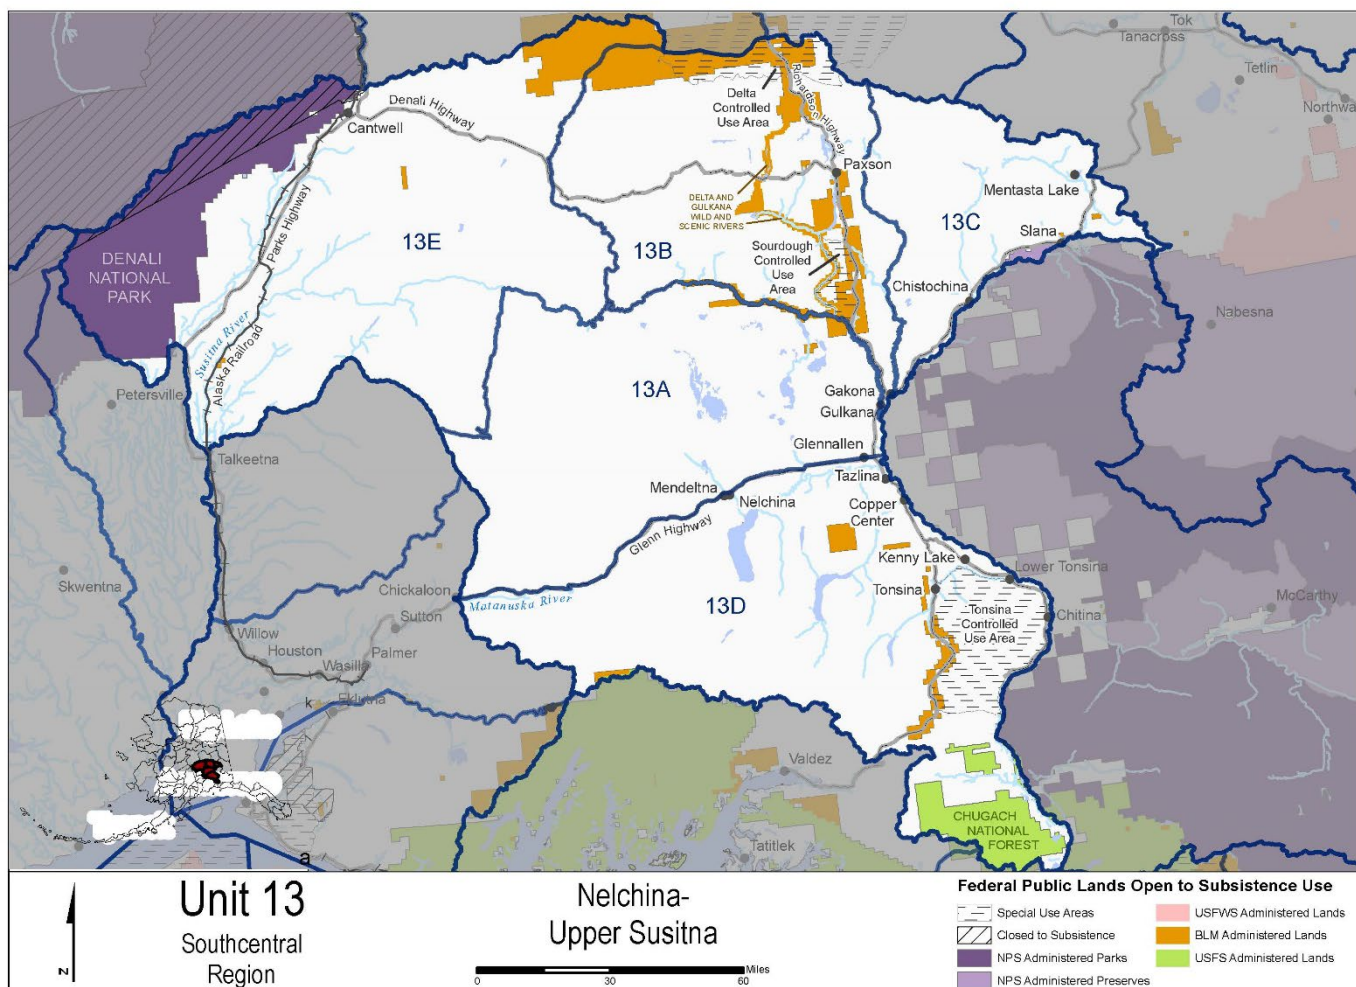 Tok
Tanacross
Tetlin
Northwa
Richardson Highway
Delta
Controlled
Use Area
Denali Highway
Cantwell
Paxson
Mentasta Lake
Parks Highway
DELTA AND
GULKANA
WILD AND
SCENIC RIVERS
13E
13B
13C
Slana
Sourdough
Controlled
Use
Area
DENALI
NATIONAL
PARK
Chistochina
Nabesna
Susitna River
Alaska Railroad
Petersville
13A
Gakona
Gulkana
Glennallen
Talkeetna
Tazlina
Mendeltna
Nelchina
Copper
Center
Glenn Highway
Kenny Lake
Lower Tonsina
Skwentna
Chickaloon
Matanuska River
Tonsina
13D
Tonsina
Controlled
Use Area
Chitina
McCarthy
Sutton
Willow
Houston
Palmer
Wasilla
k
Eklutna
Valdez
CHUGACH
NATIONAL
FOREST
Tatitlek
a
N
Unit 13
Southcentral
Region
Nelchina-
Upper Susitna
0 30 60 Miles
Federal Public Lands Open to Subsistence Use
Special Use Areas
Closed to Subsistence
NPS Administered Parks
NPS Administered Preserves
USFWS Administered Lands
BLM Administered Lands
USFS Administered Lands